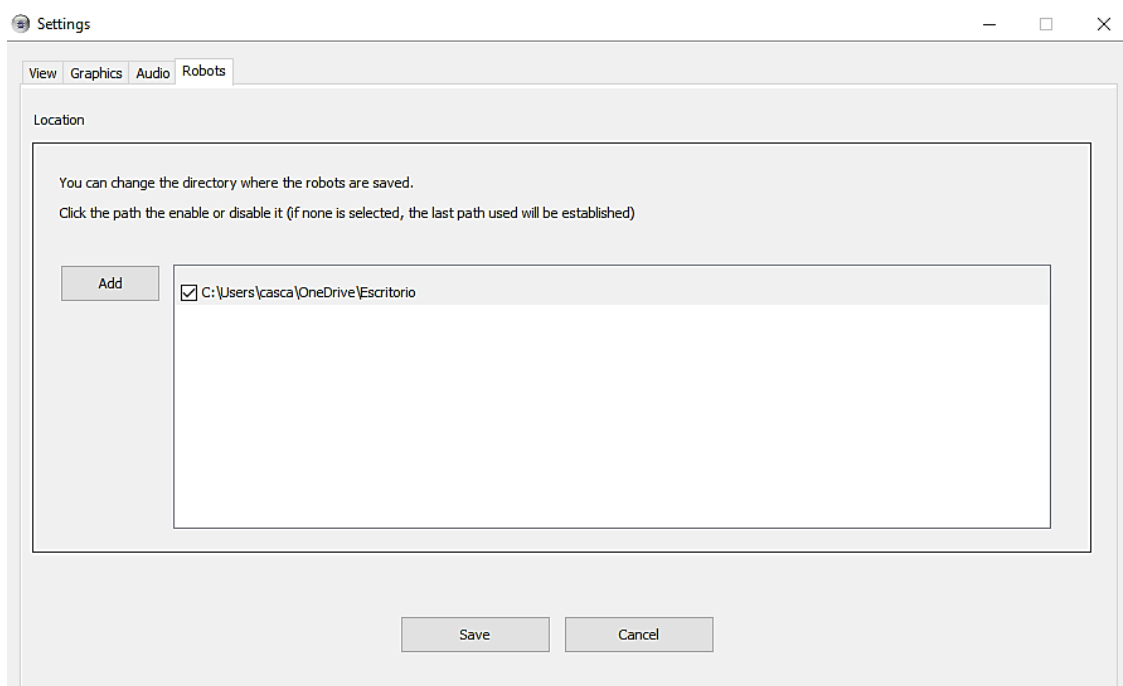 Settings
View Graphics Audio Robots
Location
You can change the directory where the robots are saved.
Click the path the enable or disable it (if none is selected, the last path used will be established)
Add
C:\Users\casca\OneDrive\Escritorio
Save Cancel